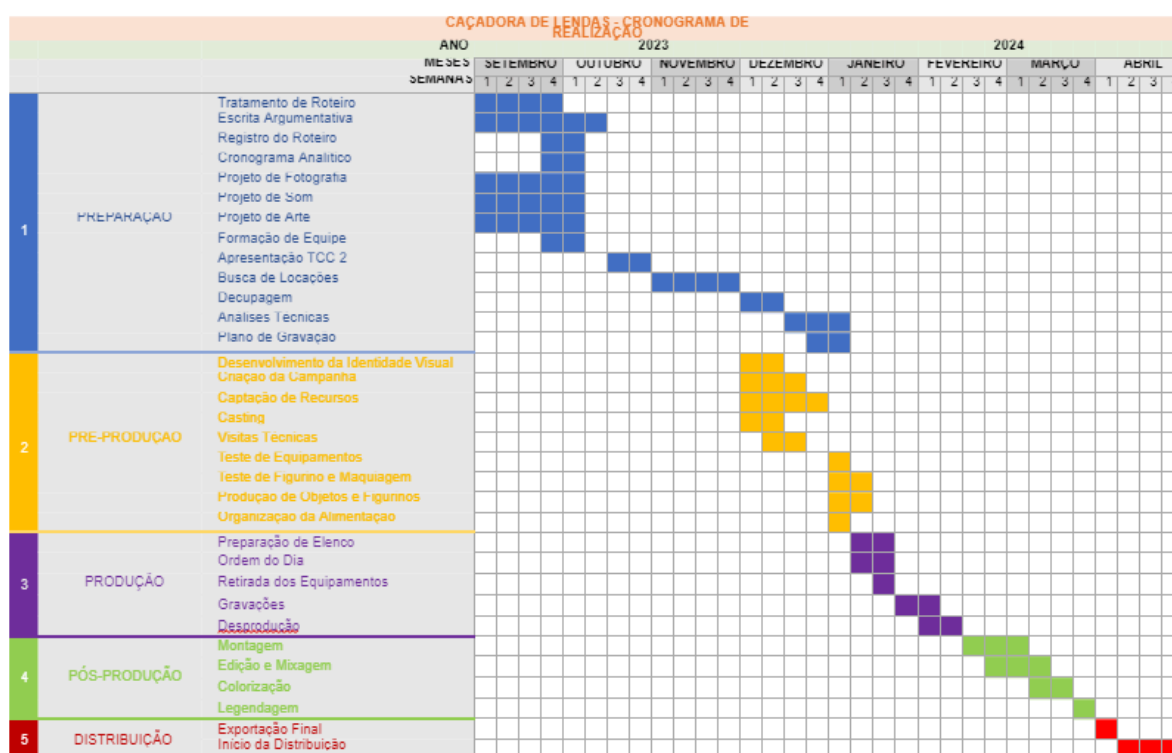 CAÇADORA DE LENDAS - CRONOGRAMA DE
REALIZAÇÃO
ANO 2023 2024
MESES SETEMBRO OUTUBRO NOVEMBRO DEZEMBRO JANEIRO FEVEREIRO MARÇO ABRIL
SEMANAS 1 2 3 4 1 2 3 4 1 2 3 4 1 2 3 4 1 2 3 4 1 2 3 4 1 2 3 4 1 2 3
Tratamento de Roteiro
Escrita Argumentativa
Registro do Roteiro
Cronograma Analítico
Projeto de Fotografia
Projeto de Som
1 PREPARAÇÃO Projeto de Arte
Formação de Equipe
Apresentação TCC 2
Busca de Locações
Decupagem
Análises Técnicas
Plano de Gravação
Desenvolvimento da Identidade Visual
Criação da Campanha
Captação de Recursos
Casting
2 PRÉ-PRODUÇÃO Visitas Técnicas
Teste de Equipamentos
Teste de Figurino e Maquiagem
Produção de Objetos e Figurinos
Organização da Alimentação
Preparação de Elenco
Ordem do Dia
3 PRODUÇÃO Retirada dos Equipamentos
Gravações
Desprodução
Montagem
4 PÓS-PRODUÇÃO Edição e Mixagem
Colorização
Legendagem
5 DISTRIBUIÇÃO Exportação Final
Início da Distribuição